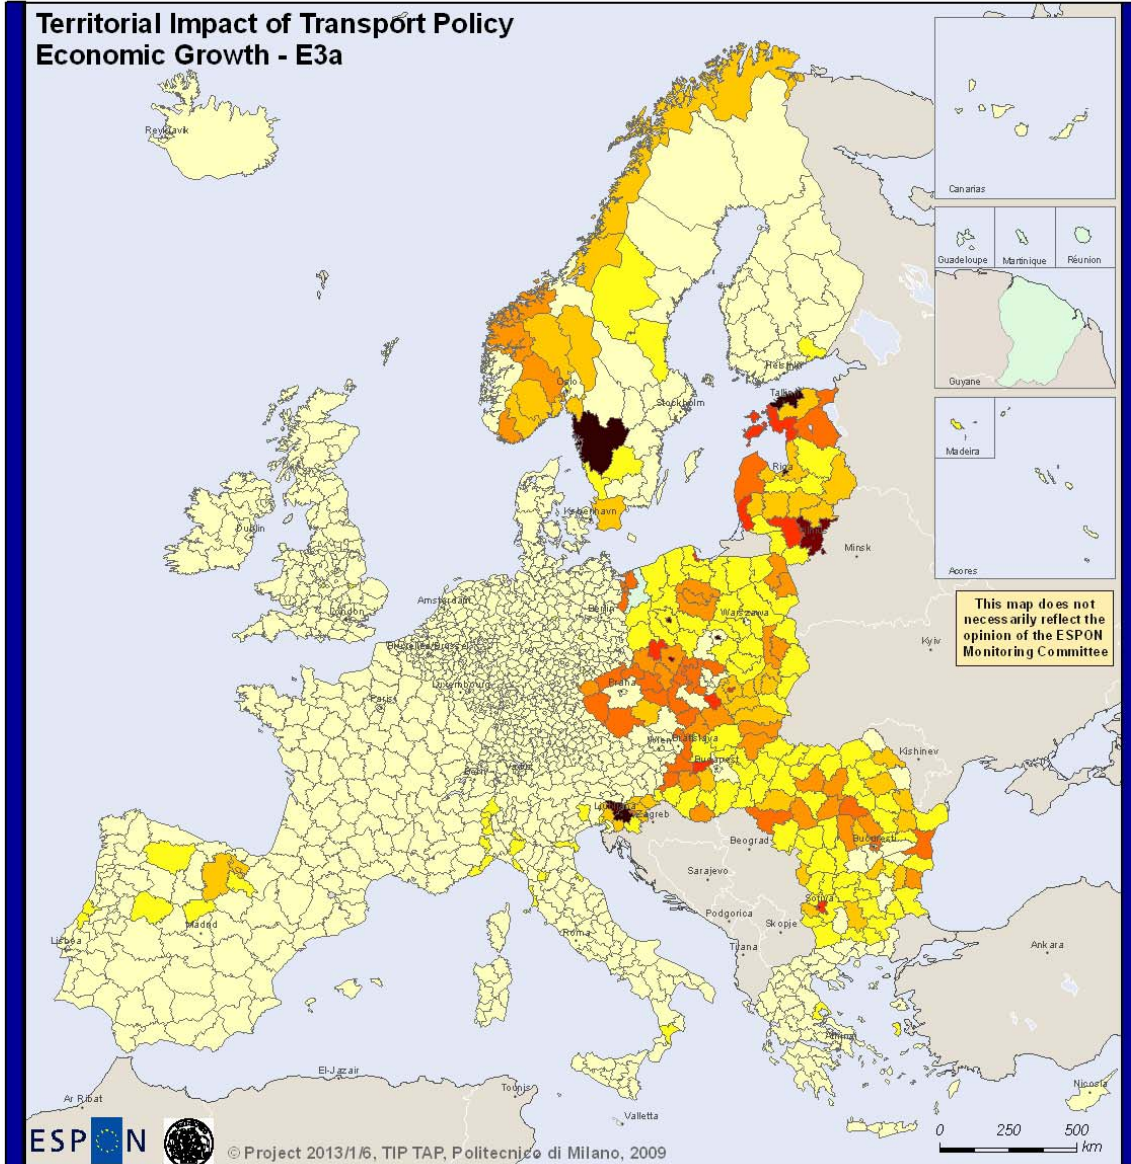 Territorial Impact of Transport Policy
Economic Growth - E3a
Reykjavik
Canarias
Guadeloupe
Martinique
Réunion
Guyane
Helsinki
Oslo
Tallinn
Stockholm
Madeira
Riga
Dublin
København
Minsk
Acores
Amsterdam
Berlin
Warszawa
London
This map does not
necessarily reflect the
opinion of the ESPON
Monitoring Committee
Kyiv
Bruxelles/Brussel
Praha
Luxembourg
Paris
Wien
Bratislava
Kishinev
Budapest
Bern
Vaduz
Ljubljana
Zagreb
Bucuresti
Beograd
Sarajevo
Sofiya
Podgorica
Skopje
Madrid
Roma
Lisboa
Tirana
Ankara
Athina
El-Jazair
Tounis
Nicosia
Ar Ribat
Valletta
ESPON
© Project 2013/1/6, TIP TAP, Politecnico di Milano, 2009
0 250 500
km